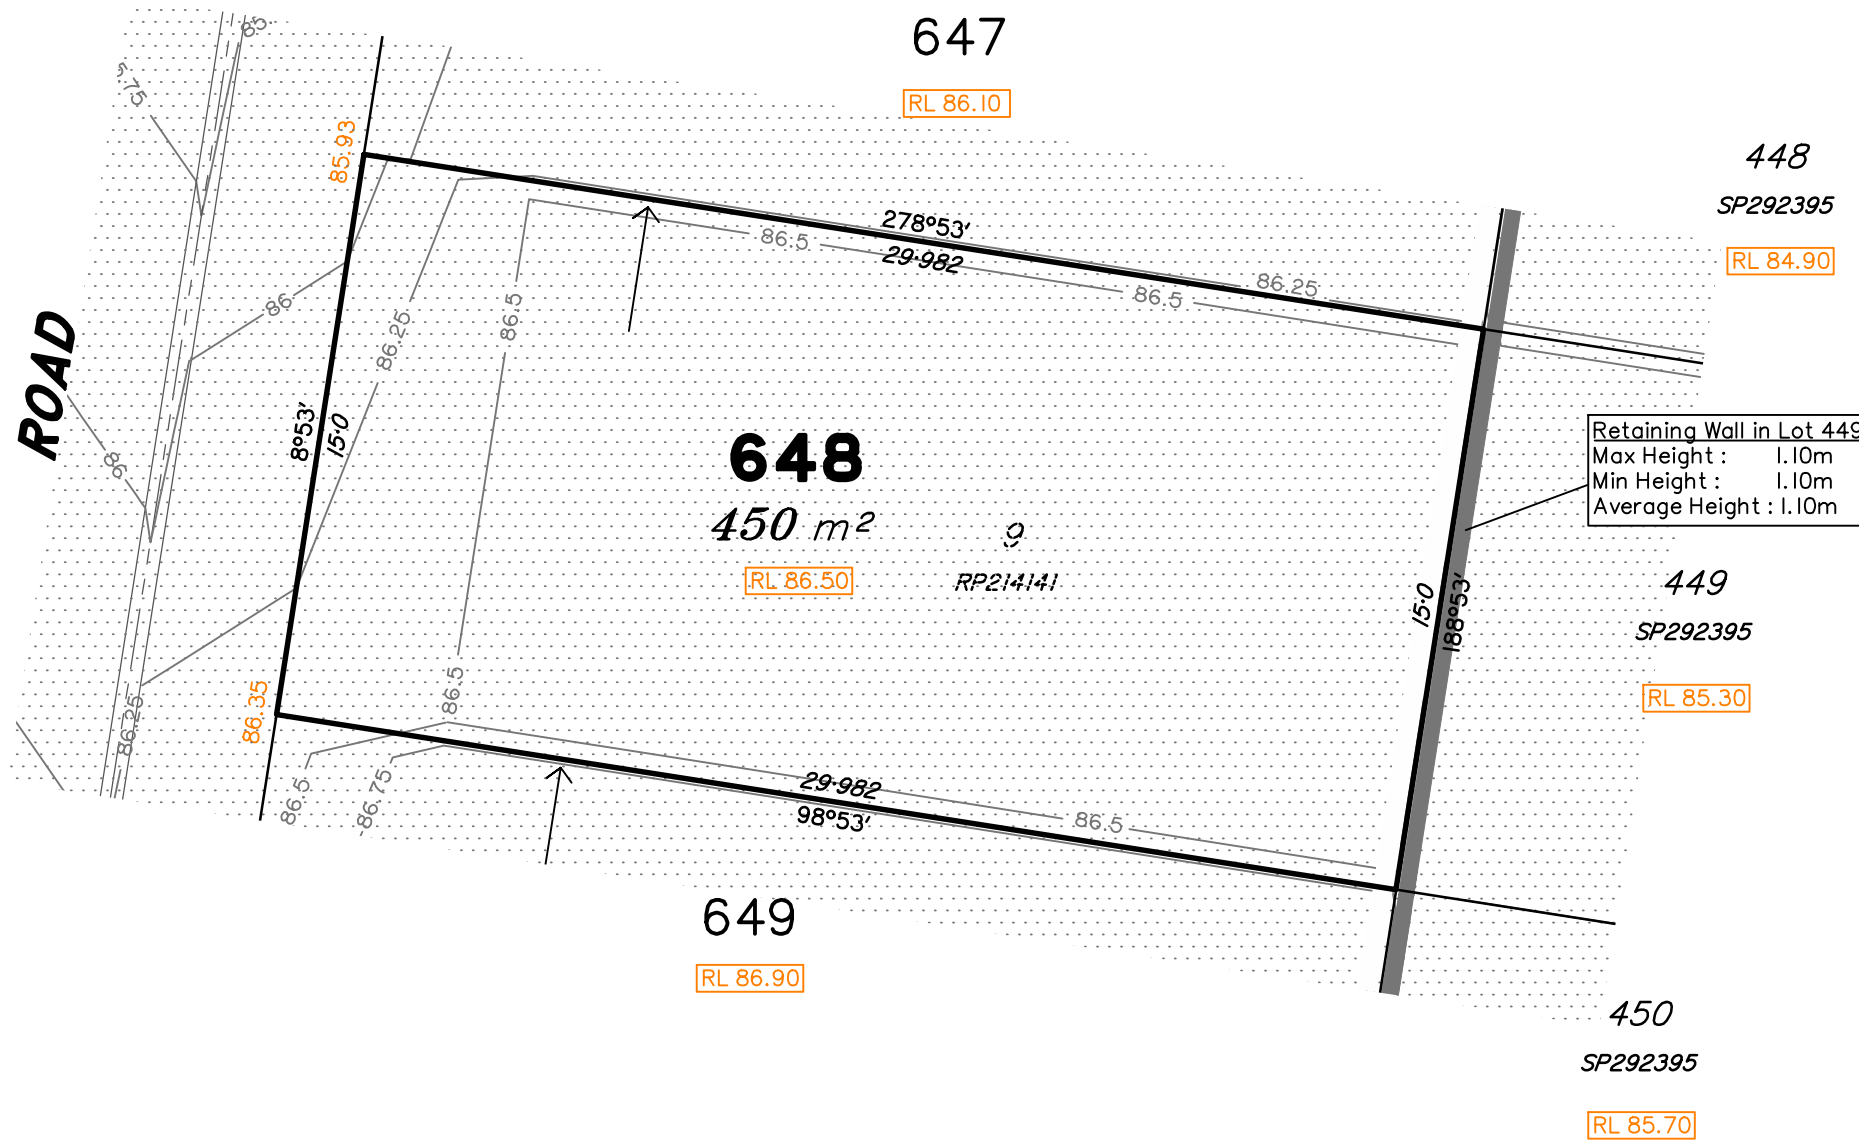 647
RL 86.10
85.
5.75
85.93
448
SP292395
RL 84.90
278°53'
29·982
86.5
86.25
86.5
86
86.25
86.5
ROAD
8°53'
15·0
86
648
450 m²
RL 86.50
9
RP214141
Retaining Wall in Lot 449
Max Height : 1.10m
Min Height : 1.10m
Average Height : 1.10m
449
SP292395
RL 85.30
15·0
188°53'
86.35
86.25
86.5
86.5
86.75
29·982
98°53'
86.5
649
RL 86.90
450
SP292395
RL 85.70